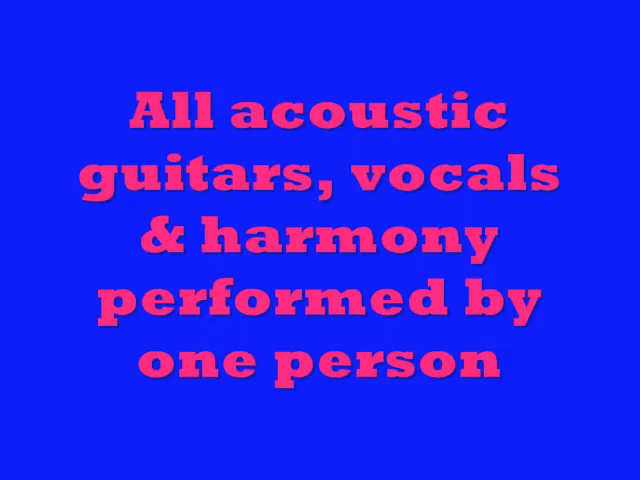 All acoustic
guitars, vocals
& harmony
performed by
one person